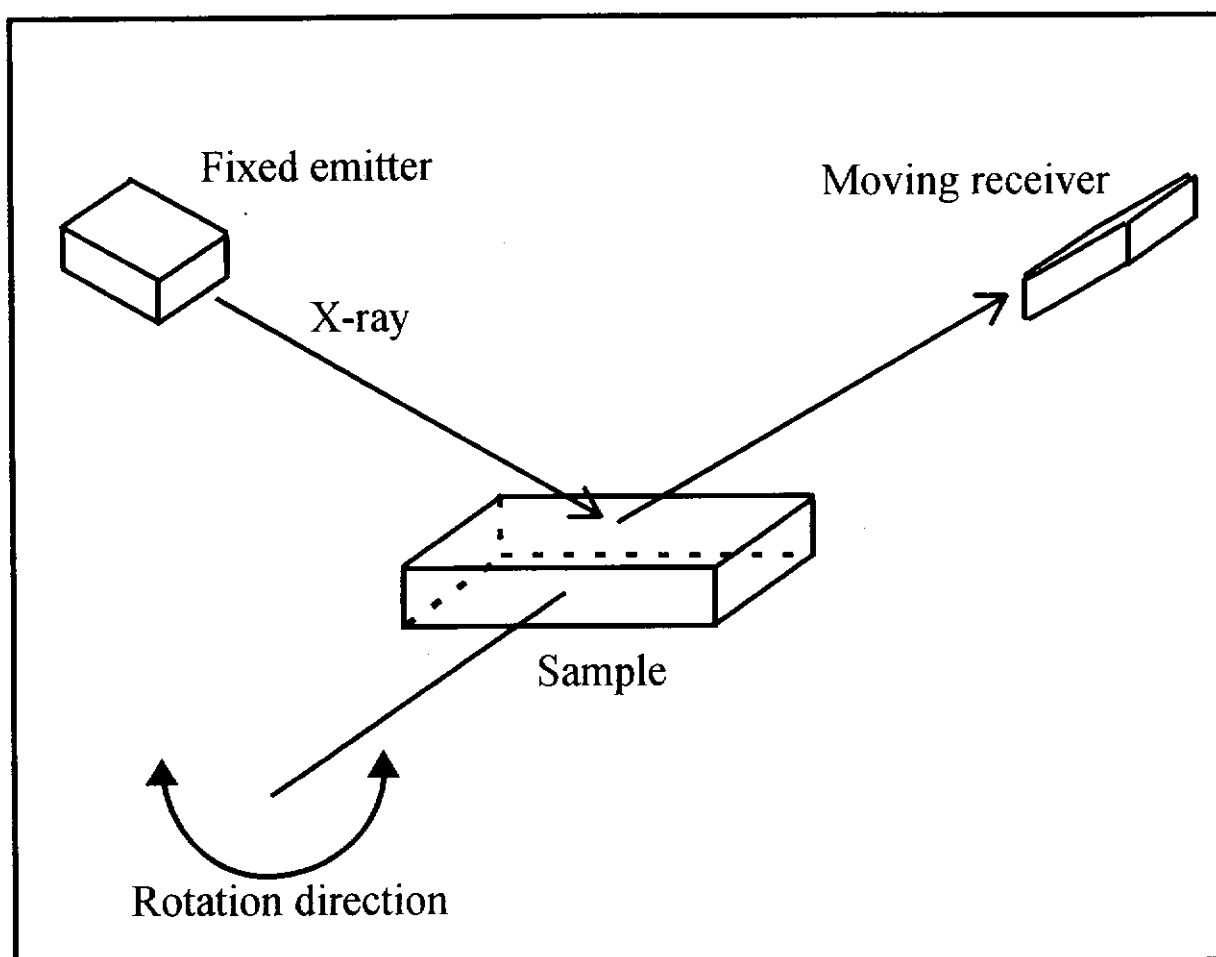 Fixed emitter
Moving receiver
X-ray
Sample
Rotation direction